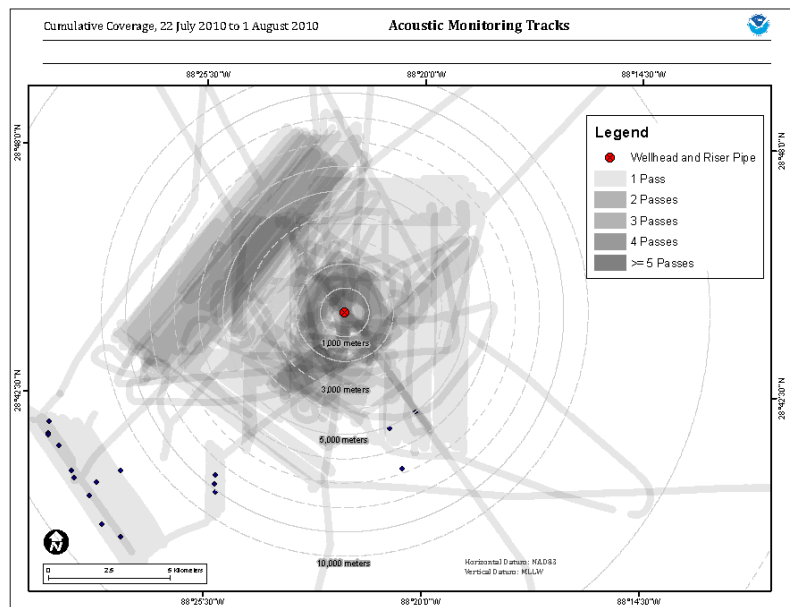 Cumulative Coverage, 22 July 2010 to 1 August 2010
Acoustic Monitoring Tracks
88°25'30"W
88°20'0"W
88°14'30"W
28°48'0"N
28°48'0"N
Legend
Wellhead and Riser Pipe
1 Pass
2 Passes
3 Passes
4 Passes
>= 5 Passes
1,000 meters
3,000 meters
5,000 meters
10,000 meters
28°42'30"N
28°42'30"N
N
0 2.5 5 Kilometers
Horizontal Datum: NAD83
Vertical Datum: MLLW
88°25'30"W
88°20'0"W
88°14'30"W